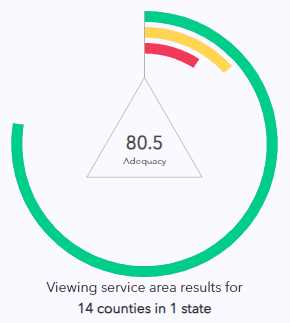 80.5
Adequacy
Viewing service area results for
14 counties in 1 state